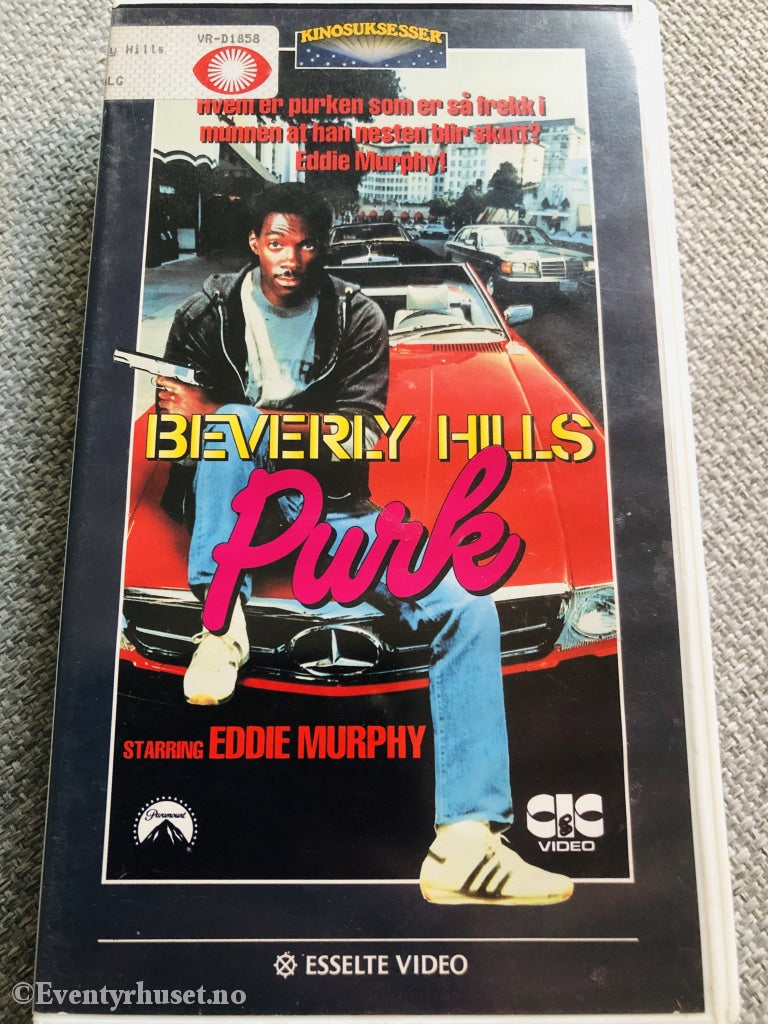 VR-D1858
y Hills
LG
KINOSUKSESSER
Hvem er purken som er så frekk i
munnen at han nesten blir skutt?
Eddie Murphy!
BEVERLY HILLS
Purk
STARRING EDDIE MURPHY
Paramount
CIC
VIDEO
ESSELTE VIDEO
©Eventyrhuset.no